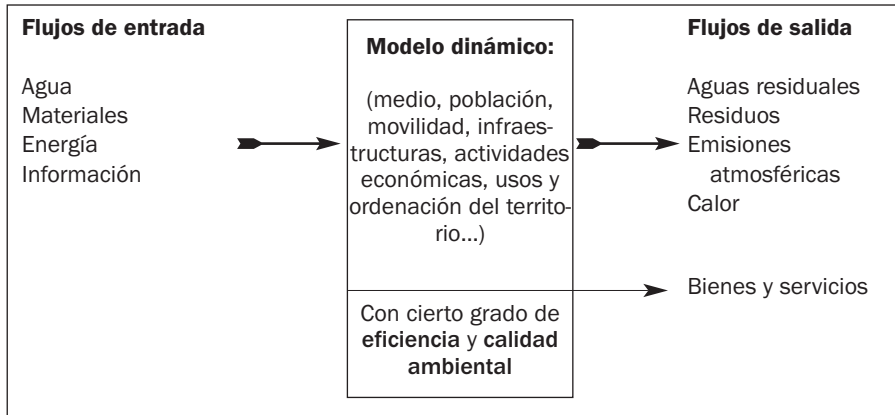 Flujos de entrada
Agua
Materiales
Energía
Información
Modelo dinámico:
(medio, población,
movilidad, infraes-
tructuras, actividades
económicas, usos y
ordenación del territo-
rio...)
Con cierto grado de
eficiencia y calidad
ambiental
Flujos de salida
Aguas residuales
Residuos
Emisiones
atmosféricas
Calor
Bienes y servicios